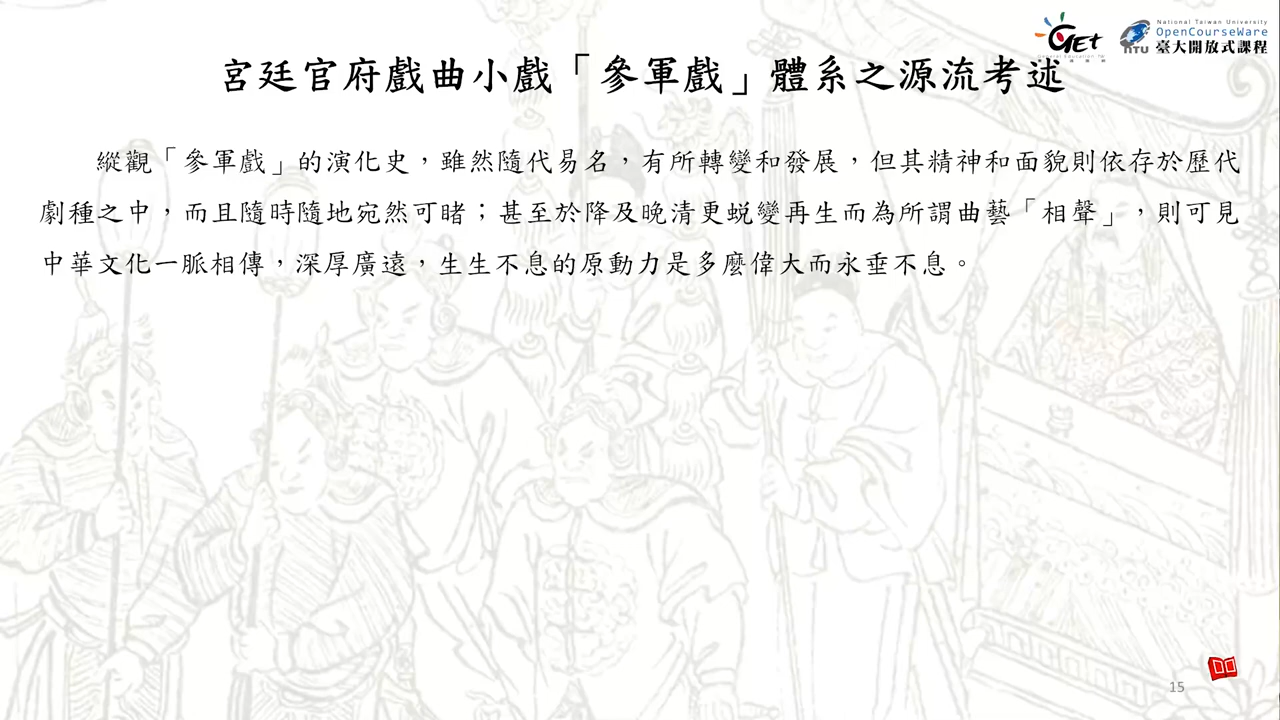 GET
National Taiwan University
OpenCourseWare
NTU
臺大開放式課程
宮廷官府戲曲小戲「參軍戲」體系之源流考述
縱觀「參軍戲」的演化史，雖然隨代易名，有所轉變和發展，但其精神和面貌則依存於歷代
劇種之中，而且隨時隨地宛然可睹；甚至於降及晚清更蛻變再生而為所謂曲藝「相聲」，則可見
中華文化一脈相傳，深厚廣遠，生生不息的原動力是多麼偉大而永垂不息。
15